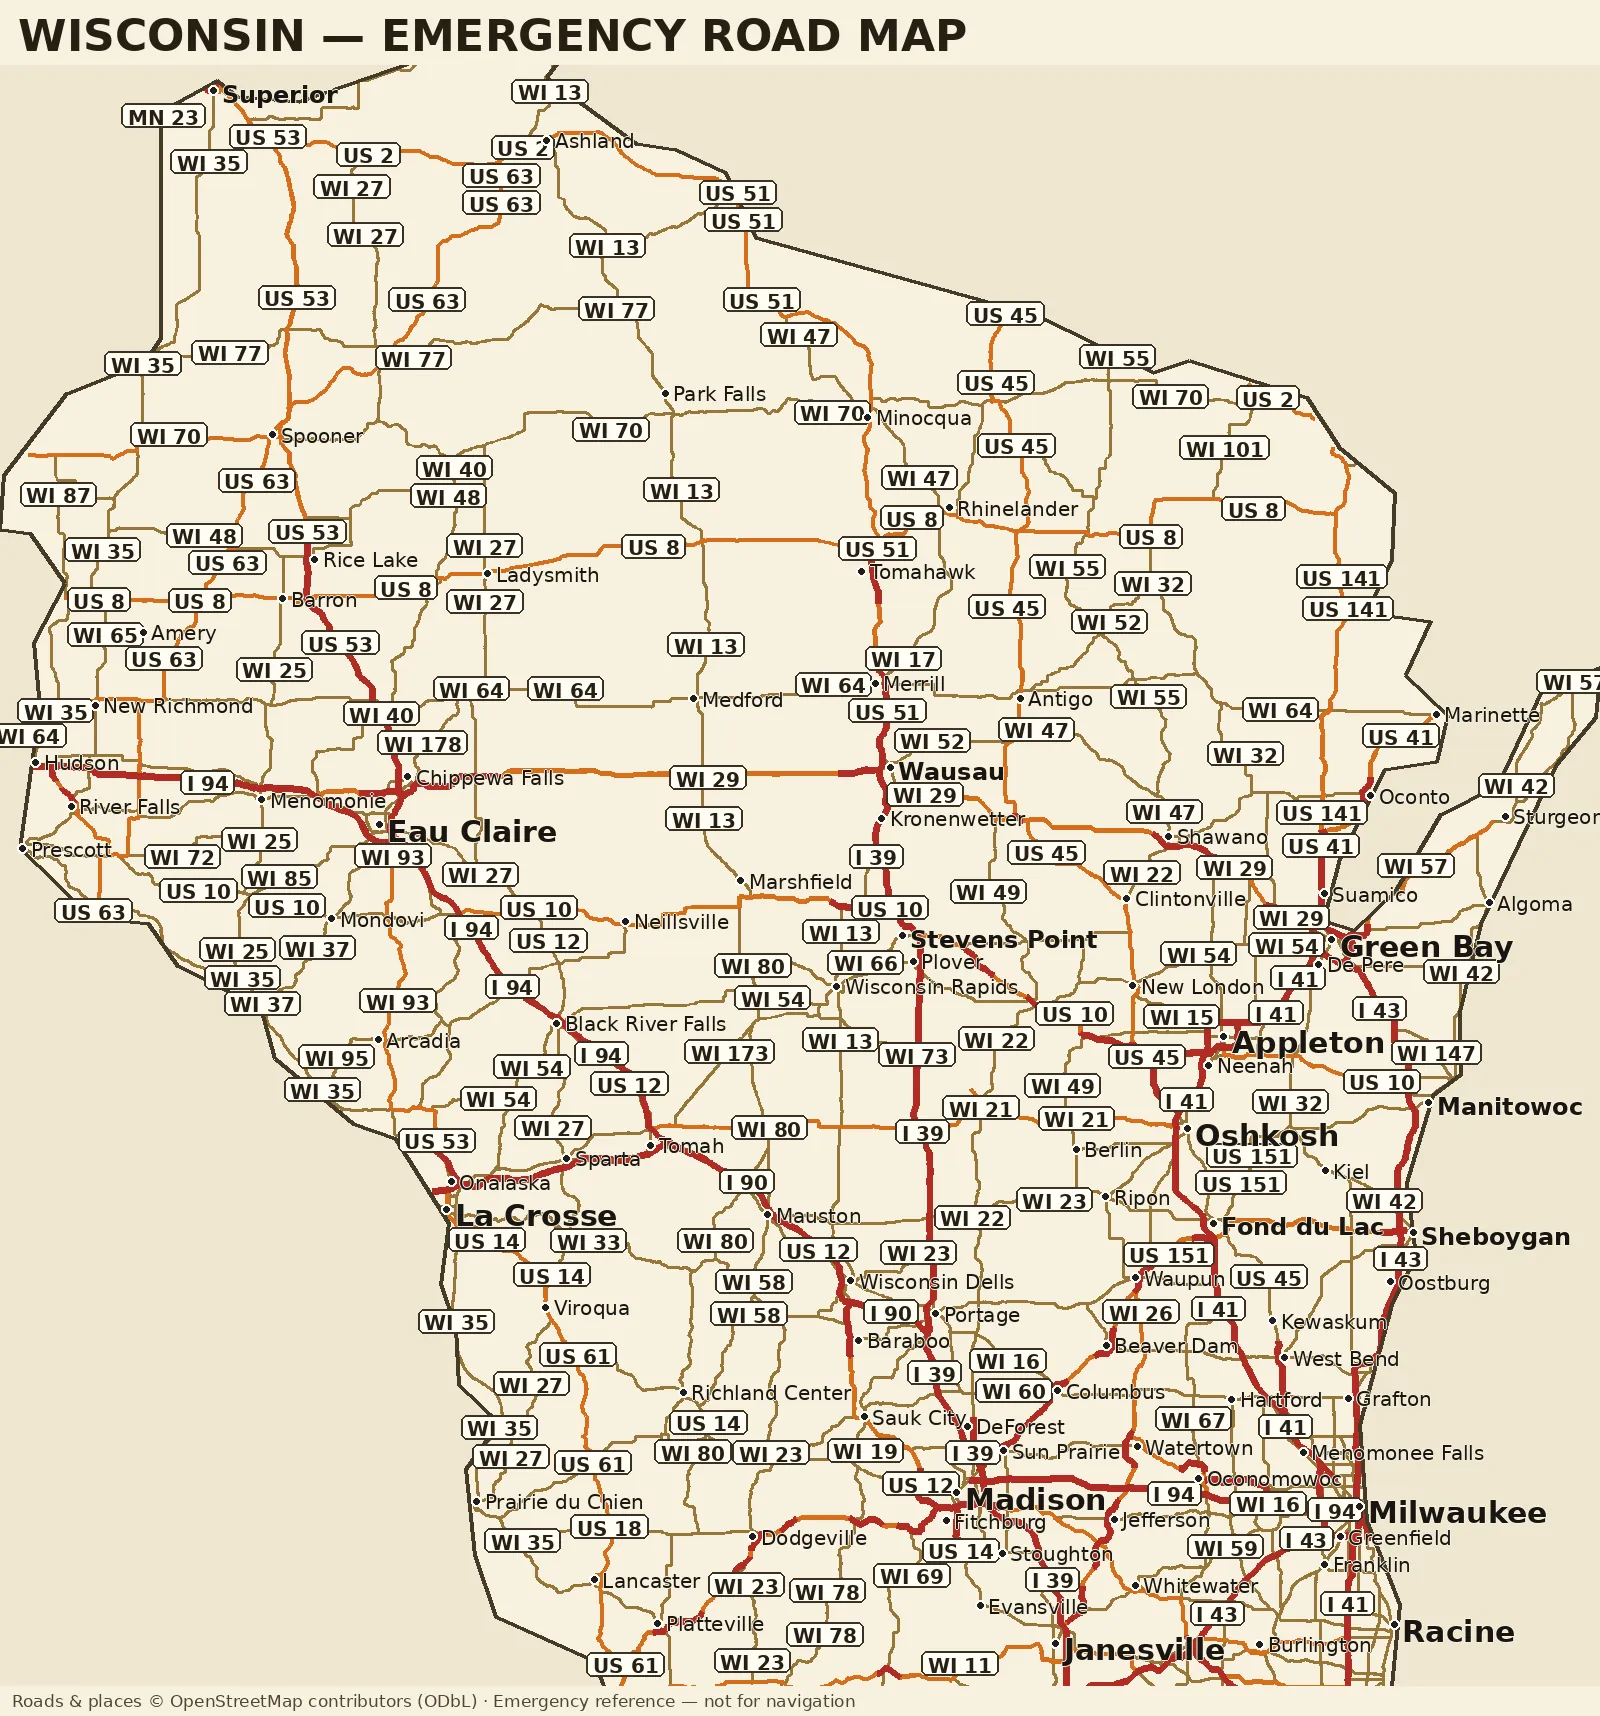 WISCONSIN — EMERGENCY ROAD MAP
WI 13
Superior
MN 23
US 53
US 2
US 2
Ashland
WI 35
US 63
WI 27
US 63
US 51
US 51
WI 27
WI 13
US 53
US 63
US 51
WI 77
US 45
WI 47
WI 77
WI 77
WI 35
WI 55
US 45
Park Falls
WI 70
US 2
WI 70
Minocqua
WI 70
Spooner
WI 70
US 45
WI 101
WI 40
US 63
WI 47
WI 87
WI 48
WI 13
Rhinelander
US 8
US 8
US 53
WI 48
US 8
WI 35
WI 27
US 8
US 51
US 63
Rice Lake
Ladysmith
Tomahawk
WI 55
WI 32
US 141
US 8
US 8
US 8
Barron
WI 27
US 45
US 141
WI 52
WI 65
Amery
US 53
WI 13
US 63
WI 25
WI 17
WI 64
WI 64
WI 64
Merrill
WI 57
New Richmond
Medford
Antigo
WI 55
WI 35
WI 40
US 51
WI 64
Marinette
WI 64
WI 178
WI 52
WI 47
US 41
WI 32
Hudson
I 94
Chippewa Falls
WI 29
Wausau
WI 42
Menomonie
River Falls
WI 29
Oconto
WI 13
Kronenwetter
WI 47
US 141
Sturgeon
Eau Claire
WI 25
Shawano
Prescott
WI 72
WI 93
I 39
US 45
US 41
WI 85
WI 27
Marshfield
WI 22
WI 29
WI 57
US 10
WI 49
Suamico
US 63
US 10
US 10
US 10
Clintonville
Algoma
Mondovi
Neillsville
WI 29
I 94
WI 13
WI 25
WI 37
US 12
Stevens Point
WI 54
WI 54
Green Bay
WI 35
WI 80
WI 66
Plover
De Pere
WI 42
I 94
Wisconsin Rapids
New London
I 41
WI 37
WI 93
WI 54
US 10
WI 15
I 41
I 43
Black River Falls
Arcadia
WI 13
WI 22
Appleton
WI 95
I 94
WI 173
WI 73
US 45
WI 147
WI 54
Neenah
WI 35
US 12
WI 49
US 10
WI 54
I 41
WI 32
WI 21
WI 21
Manitowoc
WI 27
WI 80
I 39
US 53
Tomah
Oshkosh
Berlin
Sparta
US 151
Onalaska
I 90
Kiel
US 151
WI 23
Ripon
WI 42
La Crosse
Mauston
WI 22
Fond du Lac
US 14
WI 33
WI 80
US 12
WI 23
US 151
Sheboygan
I 43
US 14
WI 58
Wisconsin Dells
Waupun
US 45
Oostburg
Viroqua
WI 58
I 90
Portage
WI 26
I 41
WI 35
Kewaskum
Baraboo
Beaver Dam
US 61
WI 16
West Bend
I 39
WI 27
Richland Center
WI 60
Columbus
Hartford
Grafton
WI 35
US 14
Sauk City
DeForest
WI 67
I 41
WI 80
WI 23
WI 19
I 39
Sun Prairie
Watertown
Menomonee Falls
WI 27
US 61
Oconomowoc
US 12
I 94
Prairie du Chien
Madison
WI 16
I 94
Milwaukee
US 18
Fitchburg
Jefferson
WI 35
Dodgeville
I 43
Greenfield
US 14
Stoughton
WI 59
Franklin
Lancaster
WI 23
WI 78
WI 69
I 39
Whitewater
Evansville
I 41
I 43
Platteville
WI 78
Racine
Janesville
Burlington
US 61
WI 23
WI 11
Roads & places © OpenStreetMap contributors (ODbL) · Emergency reference — not for navigation